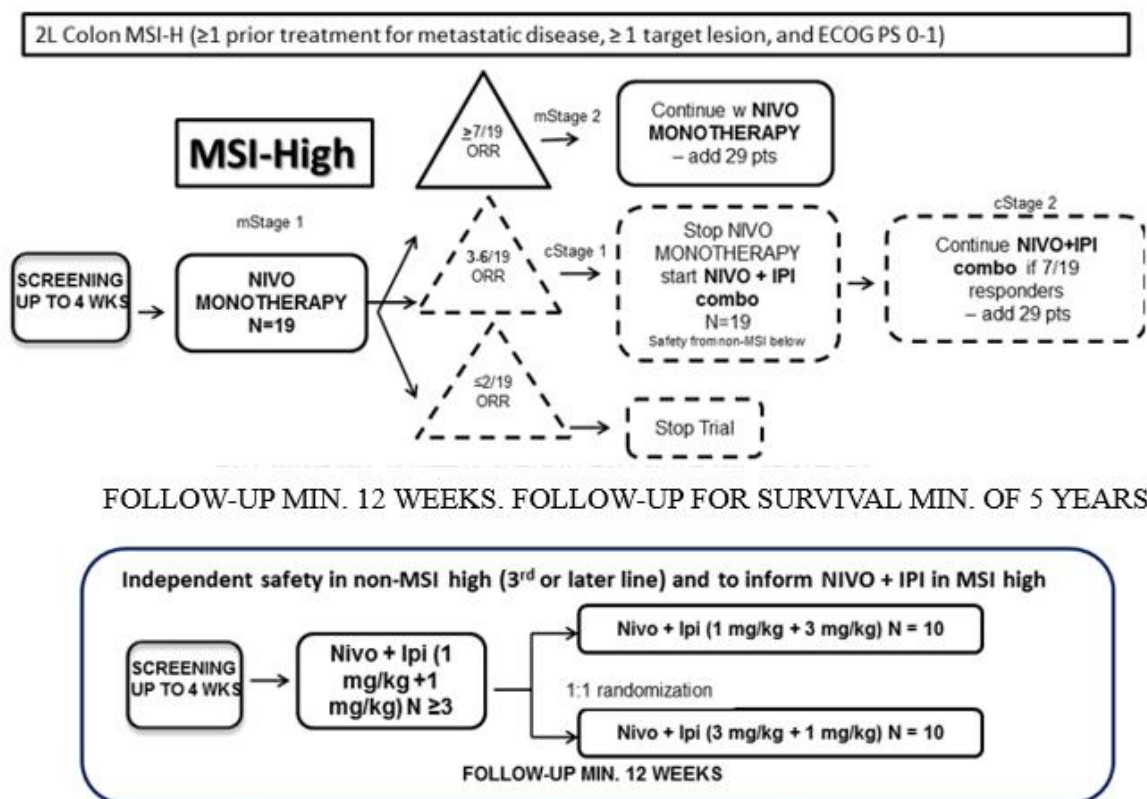 2L Colon MSI-H (≥1 prior treatment for metastatic disease, ≥ 1 target lesion, and ECOG PS 0-1)
MSI-High
mStage 1
SCREENING
UP TO 4 WKS
NIVO
MONOTHERAPY
N=19
≥7/19
ORR
mStage 2
Continue w NIVO
MONOTHERAPY
– add 29 pts
3-6/19
ORR
cStage 1
Stop NIVO
MONOTHERAPY
start NIVO + IPI
combo
N=19
Safety from non-MSI below
cStage 2
Continue NIVO+IPI
combo if 7/19
responders
– add 29 pts
≤2/19
ORR
Stop Trial
FOLLOW-UP MIN. 12 WEEKS. FOLLOW-UP FOR SURVIVAL MIN. OF 5 YEARS
Independent safety in non-MSI high (3rd or later line) and to inform NIVO + IPI in MSI high
SCREENING
UP TO 4 WKS
Nivo + Ipi (1
mg/kg +1
mg/kg) N ≥3
1:1 randomization
Nivo + Ipi (1 mg/kg + 3 mg/kg) N = 10
Nivo + Ipi (3 mg/kg + 1 mg/kg) N = 10
FOLLOW-UP MIN. 12 WEEKS